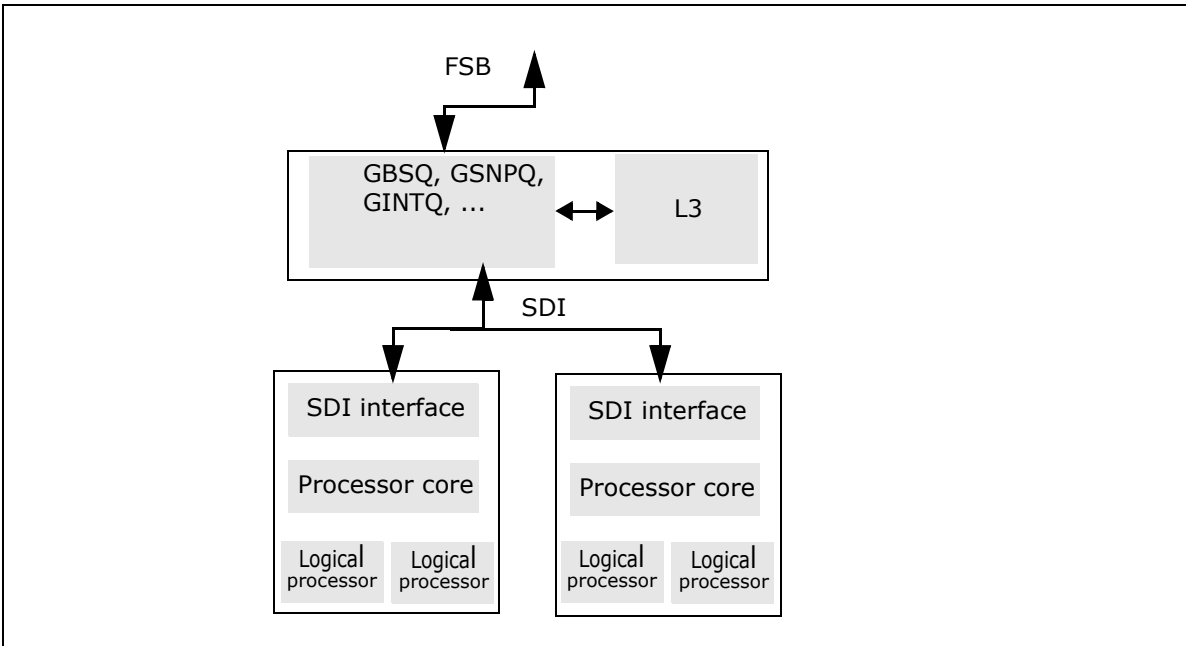 FSB
GBSQ, GSNPQ,
GINTQ, ...
L3
SDI
SDI interface
Processor core
Logical
processor
Logical
processor
SDI interface
Processor core
Logical
processor
Logical
processor